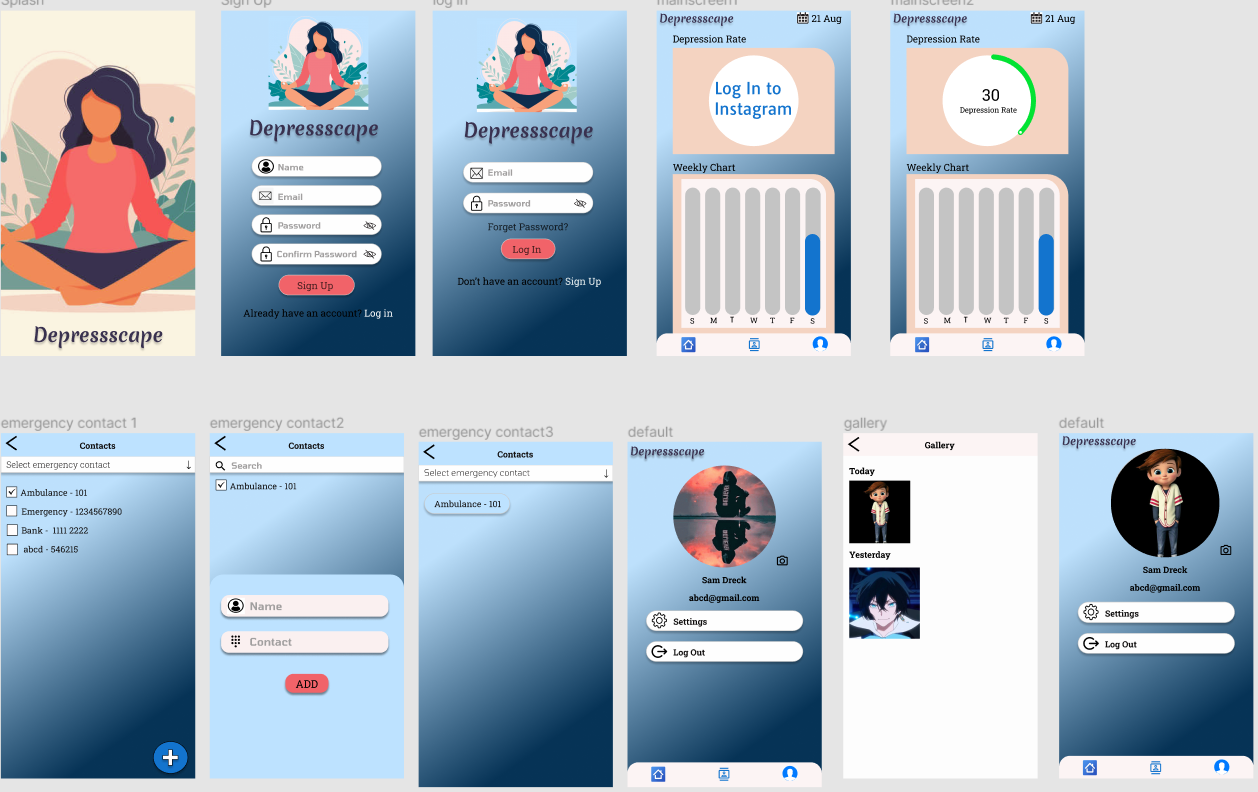 Splash
Depressscape
Sign Up
Depressscape
Name
Email
Password
Confirm Password
Sign Up
Already have an account? Log in
log in
Depressscape
Email
Password
Forget Password?
Log In
Don't have an account? Sign Up
mainscreen1
Depressscape
21 Aug
Depression Rate
Log In to
Instagram
Weekly Chart
S M T W T F S
mainscreen2
Depressscape
21 Aug
Depression Rate
30
Depression Rate
Weekly Chart
S M T W T F S
emergency contact 1
Contacts
Select emergency contact
Ambulance - 101
Emergency - 1234567890
Bank - 1111 2222
abcd - 546215
emergency contact2
Contacts
Search
Ambulance - 101
Name
Contact
ADD
emergency contact3
Contacts
Select emergency contact
Ambulance - 101
default
Depressscape
Sam Dreck
abcd@gmail.com
Settings
Log Out
gallery
Gallery
Today
Yesterday
default
Depressscape
Sam Dreck
abcd@gmail.com
Settings
Log Out